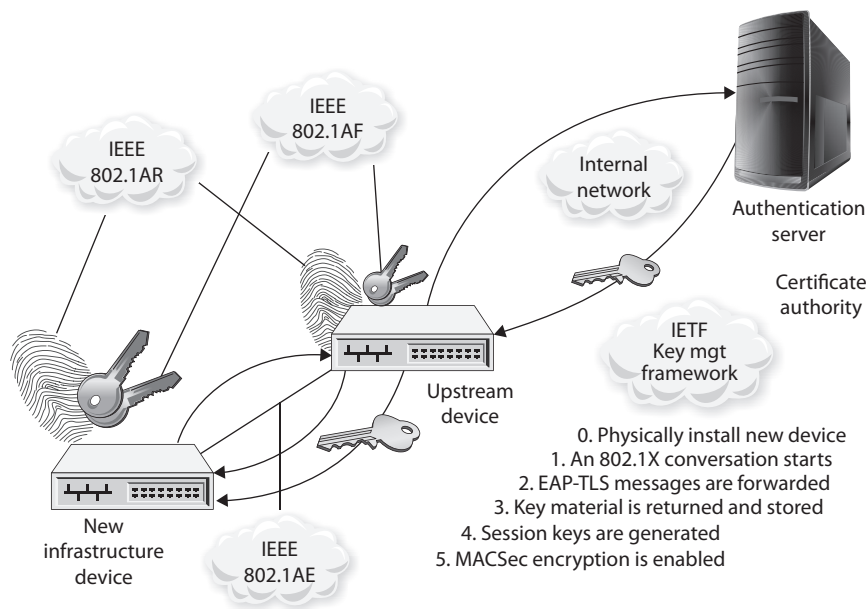 IEEE
802.1AF
IEEE
802.1AR
Internal
network
Authentication
server
Certificate
authority
IETF
Key mgt
framework
Upstream
device
0. Physically install new device
1. An 802.1X conversation starts
2. EAP-TLS messages are forwarded
3. Key material is returned and stored
4. Session keys are generated
5. MACSec encryption is enabled
New
infrastructure
device
IEEE
802.1AE